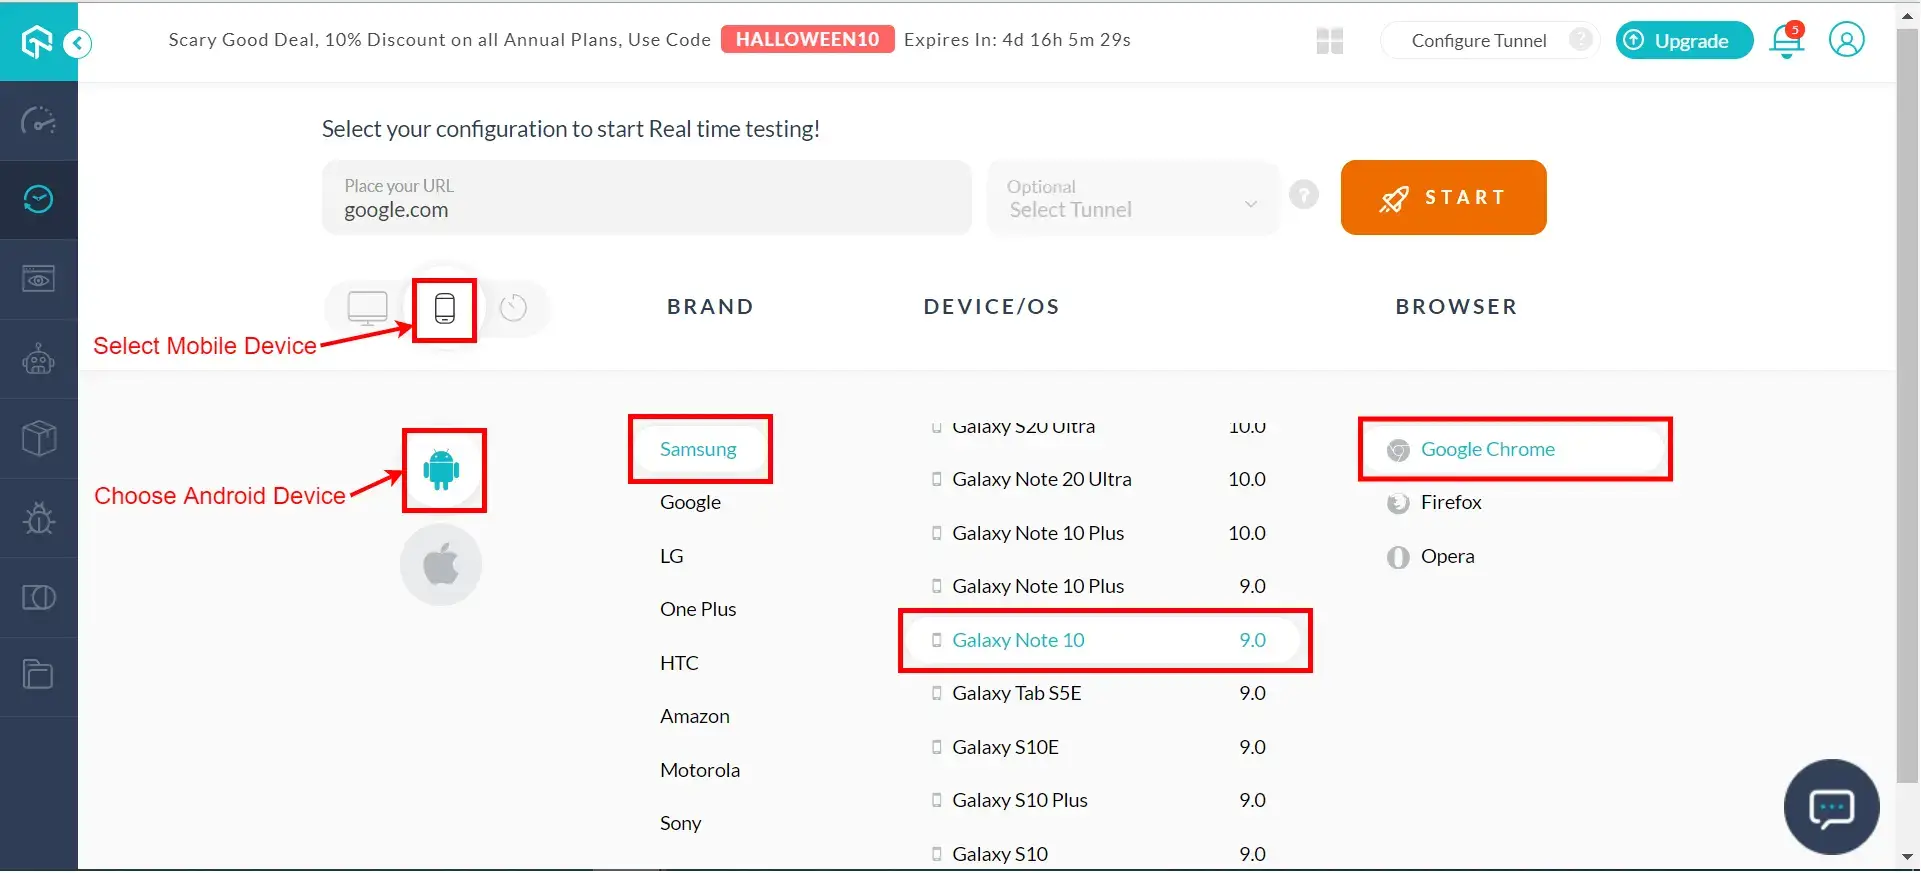 Scary Good Deal, 10% Discount on all Annual Plans, Use Code HALLOWEEN10 Expires In: 4d 16h 5m 29s
Configure Tunnel ?
Upgrade
5
Select your configuration to start Real time testing!
Place your URL
google.com
Optional
Select Tunnel
?
START
BRAND
DEVICE/OS
BROWSER
Select Mobile Device
Choose Android Device
Samsung
Google
LG
One Plus
HTC
Amazon
Motorola
Sony
Galaxy S20 Ultra 10.0
Galaxy Note 20 Ultra 10.0
Galaxy Note 10 Plus 10.0
Galaxy Note 10 Plus 9.0
Galaxy Note 10 9.0
Galaxy Tab S5E 9.0
Galaxy S10E 9.0
Galaxy S10 Plus 9.0
Galaxy S10 9.0
Google Chrome
Firefox
Opera